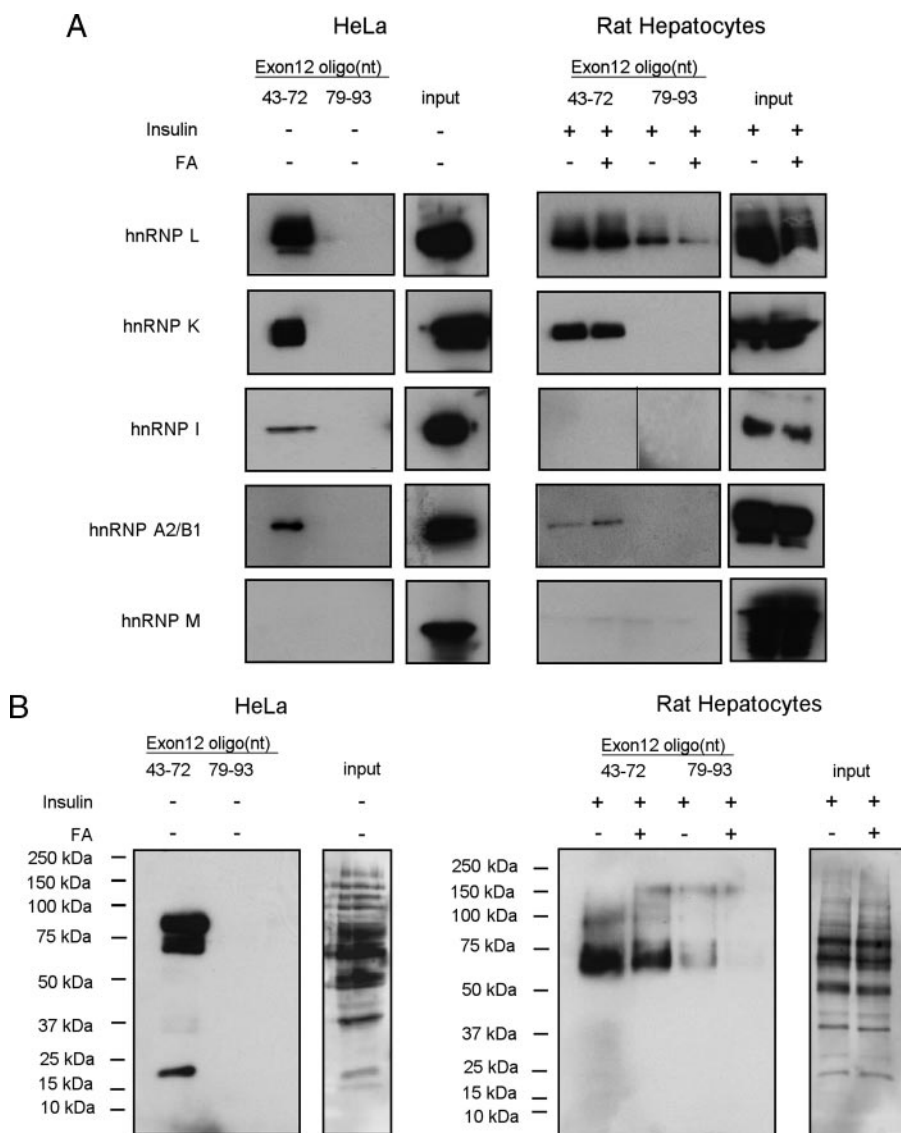 A
HeLa
Rat Hepatocytes
Exon12 oligo(nt)
Exon12 oligo(nt)
43-72 79-93 input
43-72 79-93 input
Insulin - - - + + + + + +
FA - - - - + - + - +
hnRNP L
hnRNP K
hnRNP I
hnRNP A2/B1
hnRNP M
B
HeLa
Rat Hepatocytes
Exon12 oligo(nt)
Exon12 oligo(nt)
43-72 79-93 input
43-72 79-93 input
Insulin - - - + + + + + +
FA - - - - + - + - +
250 kDa
150 kDa
100 kDa
75 kDa
50 kDa
37 kDa
25 kDa
15 kDa
10 kDa
250 kDa
150 kDa
100 kDa
75 kDa
50 kDa
37 kDa
25 kDa
15 kDa
10 kDa